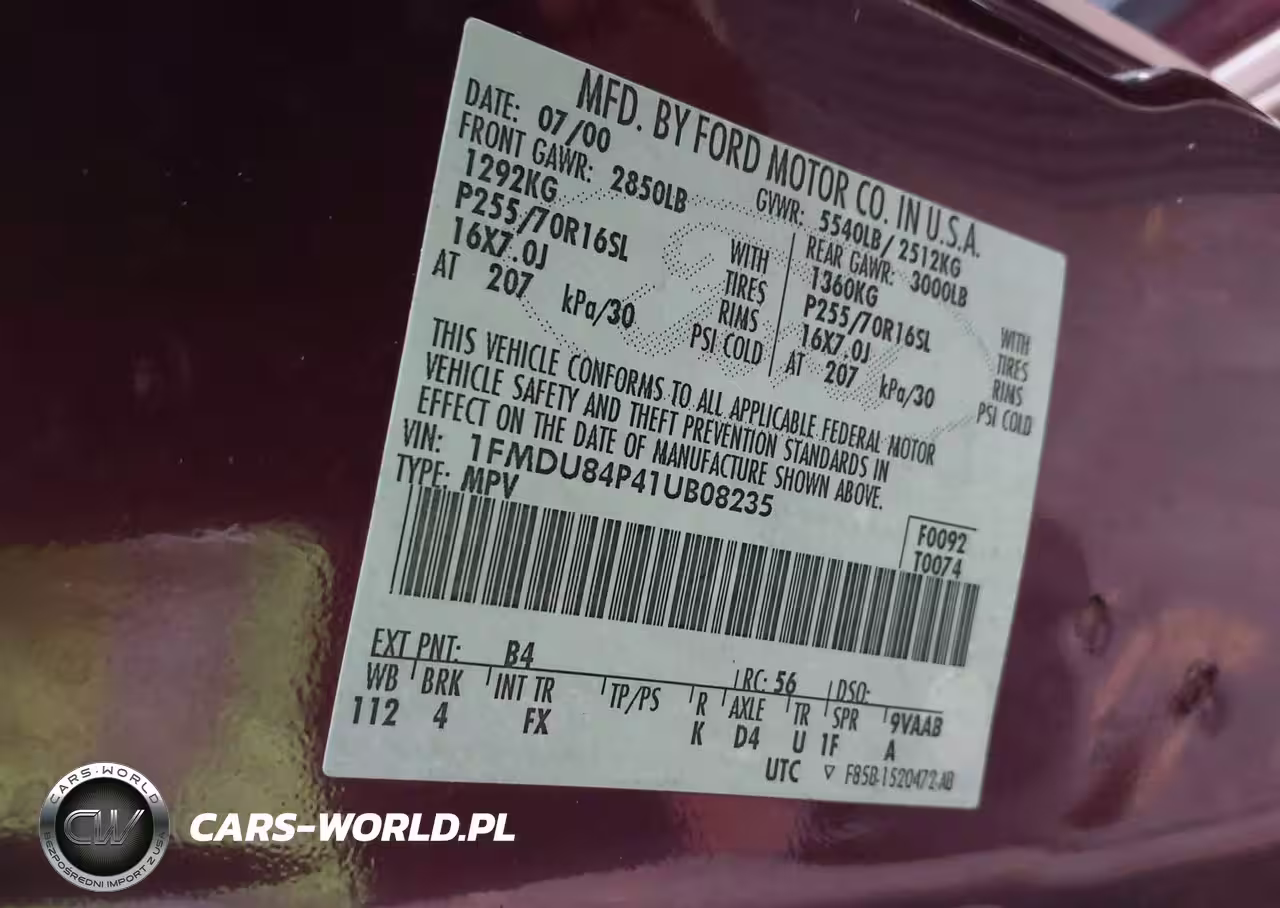 MFD. BY FORD MOTOR CO. IN U.S.A.
DATE: 07/00 GVWR: 5540LB/2512KG
FRONT GAWR: 2850LB REAR GAWR: 3000LB
1292KG WITH 1360KG WITH
P255/70R16SL TIRES P255/70R16SL TIRES
16X7.0J RIMS 16X7.0J RIMS
AT 207 kPa/30 PSI COLD AT 207 kPa/30 PSI COLD
THIS VEHICLE CONFORMS TO ALL APPLICABLE FEDERAL MOTOR
VEHICLE SAFETY AND THEFT PREVENTION STANDARDS IN
EFFECT ON THE DATE OF MANUFACTURE SHOWN ABOVE.
VIN: 1FMDU84P41UB08235
TYPE: MPV
F0092
T0074
EXT PNT: B4 RC: 56 DSO:
WB BRK INT TR TP/PS R AXLE TR SPR 9VAAB
112 4 FX K D4 U 1F A
UTC ▽ F85B-1520472-AB
CARS-WORLD
CW
BEZPOŚREDNI IMPORT Z USA
CARS-WORLD.PL